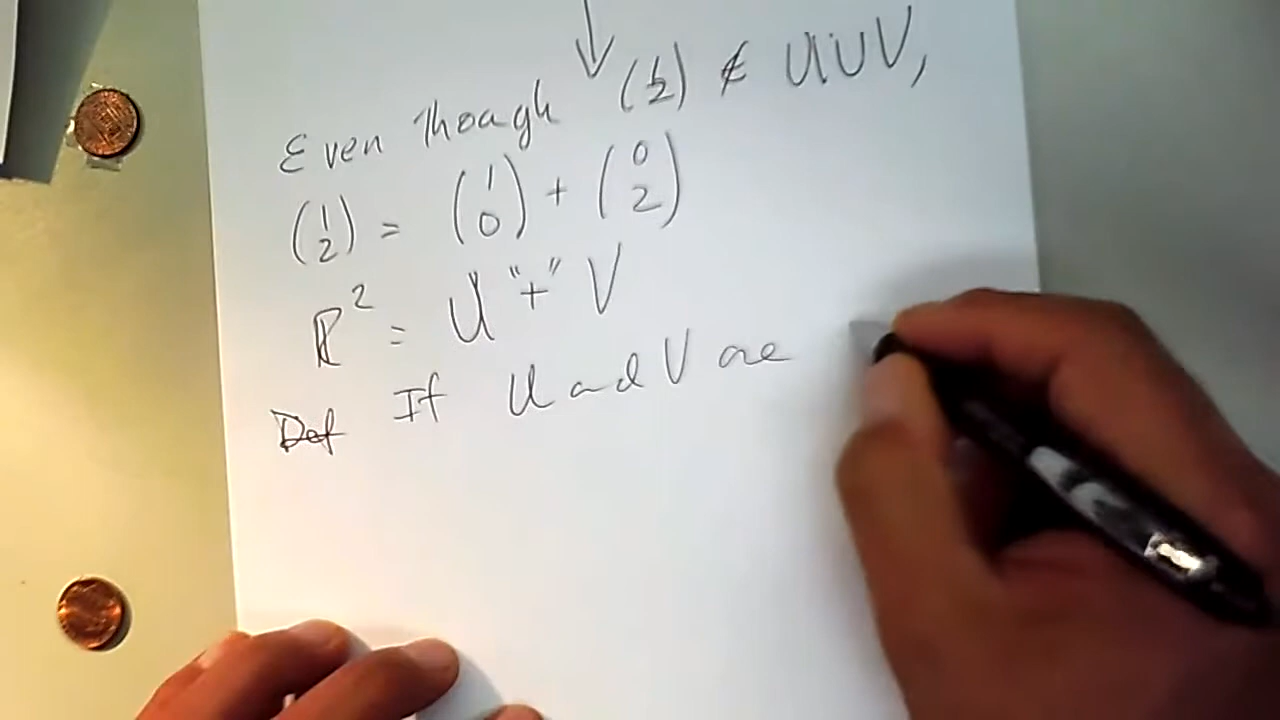 Even though (1 2) ∉ U ∪ V,
(1 2) = (1 0) + (0 2)
ℝ² = U "+" V
Def If U and V are